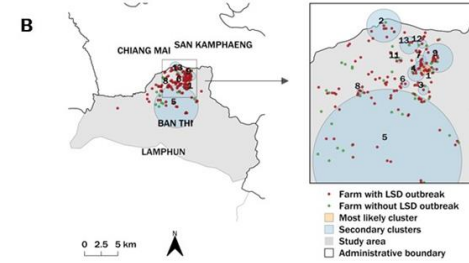 B
CHIANG MAI
SAN KAMPHAENG
5
BAN THI
LAMPHUN
N
0 2.5 5 km
2
13 12
11
6
1
8
3
5
Farm with LSD outbreak
Farm without LSD outbreak
Most likely cluster
Secondary clusters
Study area
Administrative boundary